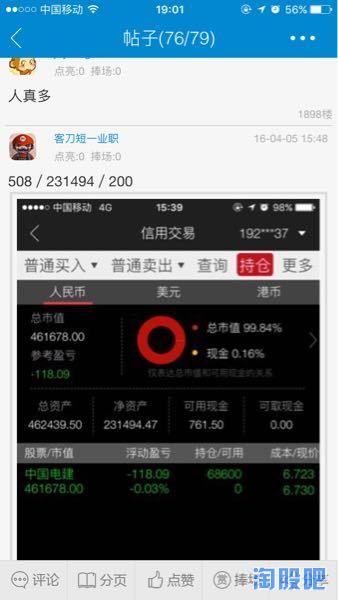 中国移动 19:01 56%
帖子(76/79)
点亮:0 捧场:0
人真多
1898楼
客刀短一业职 16-04-05 15:48
点亮:0 捧场:0
508 / 231494 / 200
中国移动 4G 15:39 98%
信用交易 192***37
普通买入 普通卖出 查询 持仓 更多
人民币 美元 港币
总市值
461678.00
参考盈亏
-118.09
总市值 99.84%
现金 0.16%
仅表达总市值和可用现金的关系
总资产 净资产 可用现金 可取现金
462439.50 231494.47 761.50 0.00
股票/市值 浮动盈亏 持仓/可用 成本/现价
中国电建 -118.09 68600 6.723
461678.00 -0.03% 0 6.730
评论 分页 点赞 赏 捧场
淘股吧